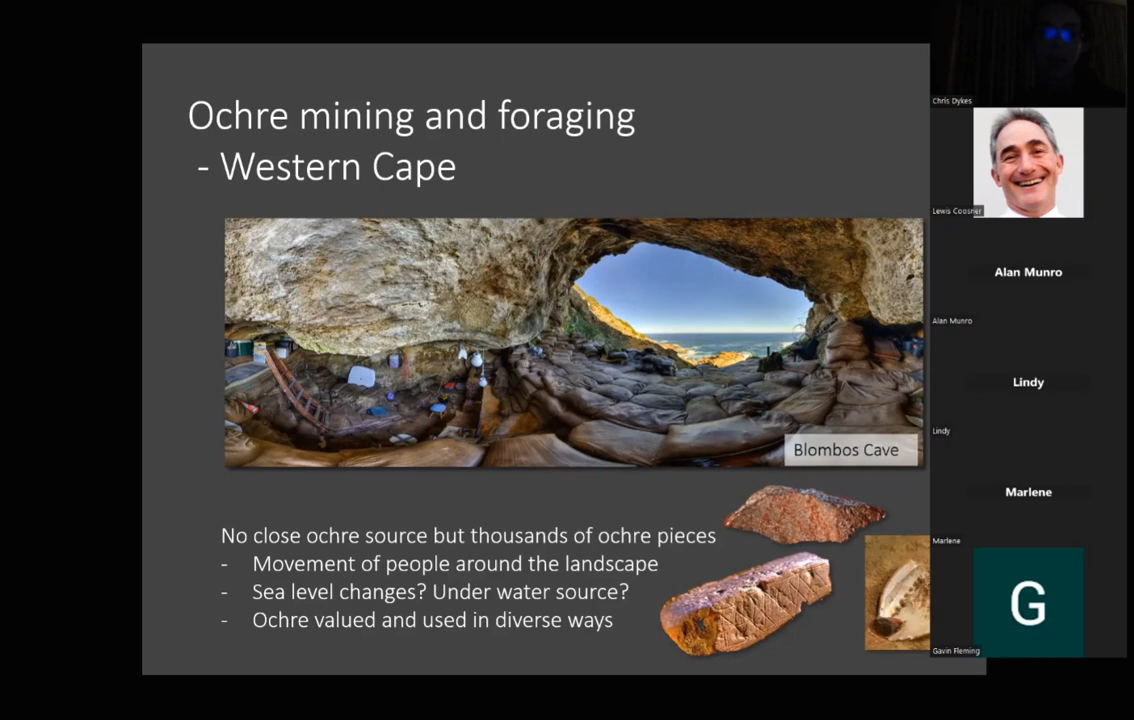 Ochre mining and foraging
- Western Cape
Blombos Cave
No close ochre source but thousands of ochre pieces
- Movement of people around the landscape
- Sea level changes? Under water source?
- Ochre valued and used in diverse ways
Chris Dykes
Lewis Coosner
Alan Munro
Alan Munro
Lindy
Lindy
Marlene
Marlene
G
Gavin Fleming